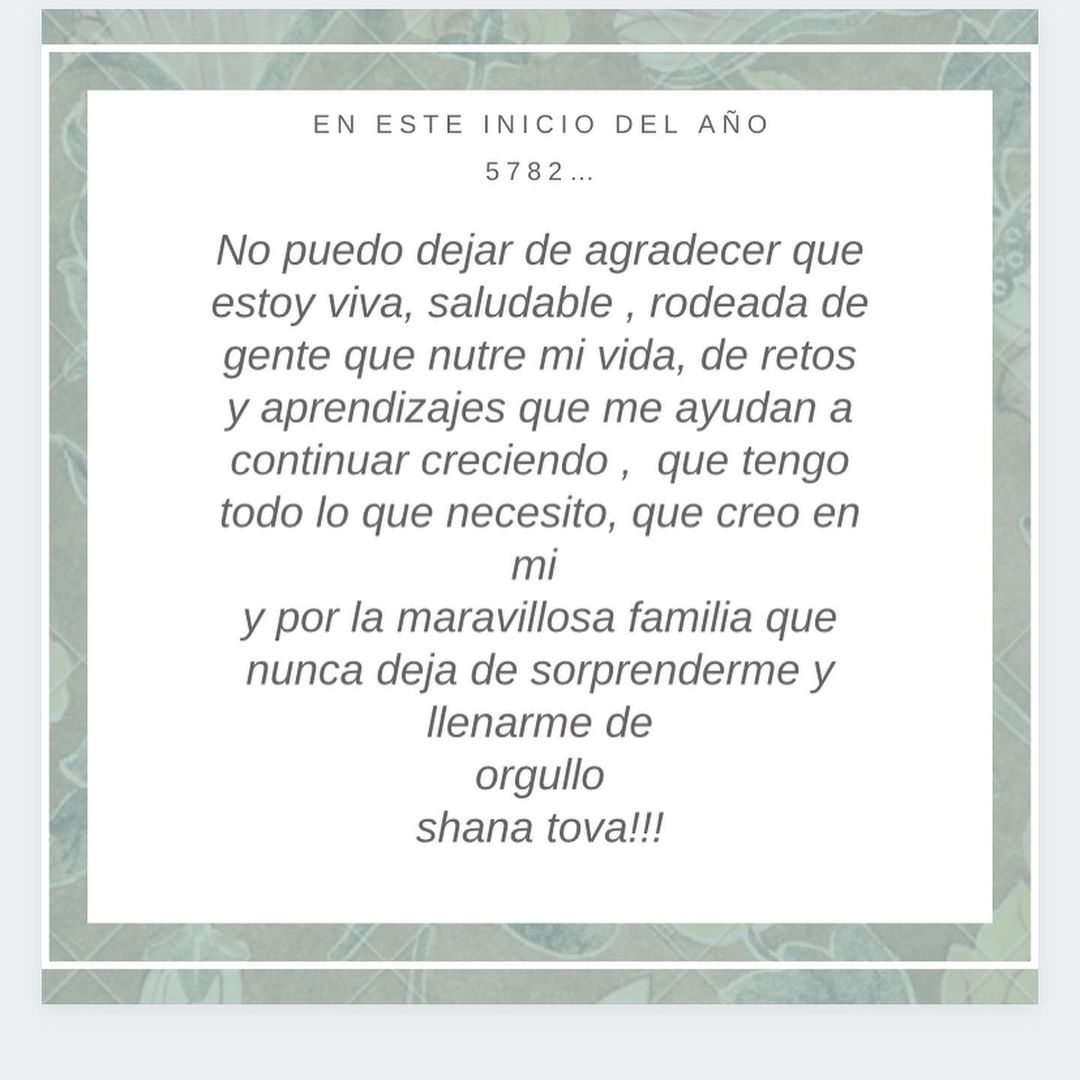 EN ESTE INICIO DEL AÑO
5782...
No puedo dejar de agradecer que
estoy viva, saludable , rodeada de
gente que nutre mi vida, de retos
y aprendizajes que me ayudan a
continuar creciendo ,  que tengo
todo lo que necesito, que creo en
mi
y por la maravillosa familia que
nunca deja de sorprenderme y
llenarme de
orgullo
shana tova!!!